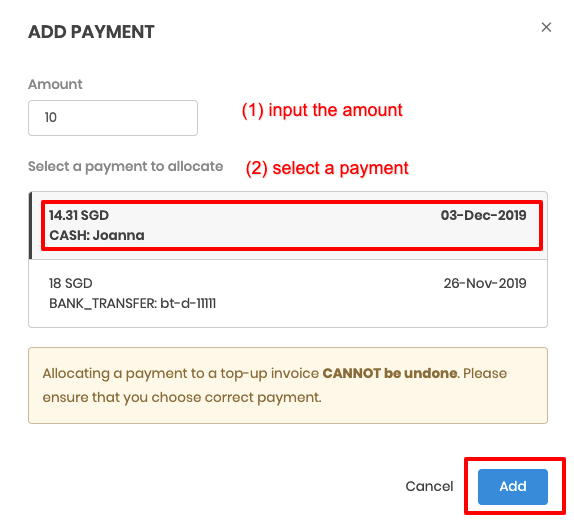 ADD PAYMENT
Amount
10
(1) input the amount
Select a payment to allocate
(2) select a payment
14.31 SGD 03-Dec-2019
CASH: Joanna
18 SGD 26-Nov-2019
BANK_TRANSFER: bt-d-11111
Allocating a payment to a top-up invoice CANNOT be undone. Please
ensure that you choose correct payment.
Cancel Add